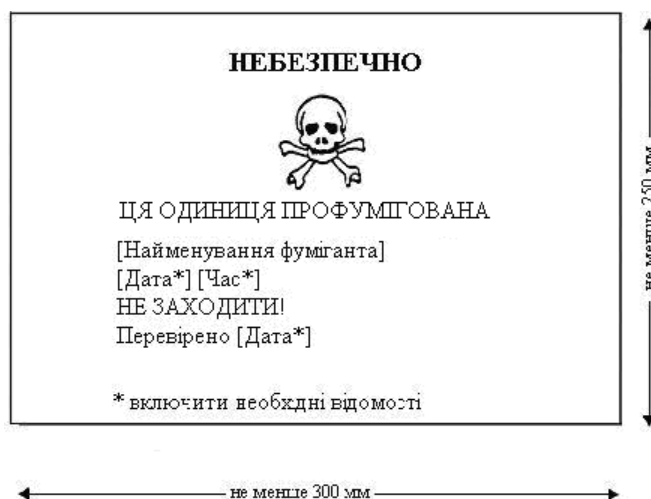 НЕБЕЗПЕЧНО
ЦЯ ОДИНИЦЯ ПРОФУМІГОВАНА
[Найменування фуміганта]
[Дата*] [Час*]
НЕ ЗАХОДИТИ!
Перевірено [Дата*]
* включити необхдні відомості
не менше 250 мм
не менше 300 мм